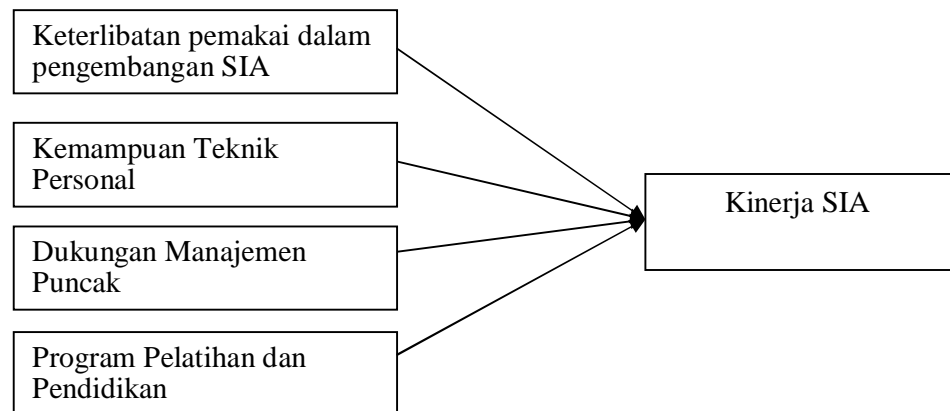 Keterlibatan pemakai dalam
pengembangan SIA
Kemampuan Teknik
Personal
Kinerja SIA
Dukungan Manajemen
Puncak
Program Pelatihan dan
Pendidikan